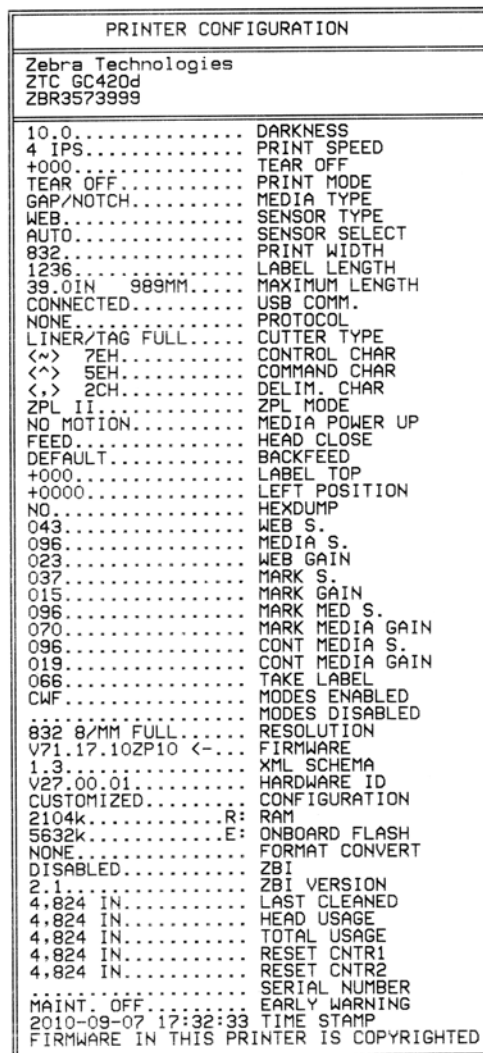 PRINTER CONFIGURATION
Zebra Technologies
ZTC GC420d
ZBR3573999
10.0............... DARKNESS
4 IPS.............. PRINT SPEED
+000............... TEAR OFF
TEAR OFF........... PRINT MODE
GAP/NOTCH.......... MEDIA TYPE
WEB................ SENSOR TYPE
AUTO............... SENSOR SELECT
832................ PRINT WIDTH
1236............... LABEL LENGTH
39.0IN   989MM..... MAXIMUM LENGTH
CONNECTED.......... USB COMM.
NONE............... PROTOCOL
LINER/TAG FULL..... CUTTER TYPE
<~>  7EH........... CONTROL CHAR
<^>  5EH........... COMMAND CHAR
<,>  2CH........... DELIM. CHAR
ZPL II............. ZPL MODE
NO MOTION.......... MEDIA POWER UP
FEED............... HEAD CLOSE
DEFAULT............ BACKFEED
+000............... LABEL TOP
+0000.............. LEFT POSITION
NO................. HEXDUMP
043................ WEB S.
096................ MEDIA S.
023................ WEB GAIN
037................ MARK S.
015................ MARK GAIN
096................ MARK MED S.
070................ MARK MEDIA GAIN
096................ CONT MEDIA S.
019................ CONT MEDIA GAIN
066................ TAKE LABEL
CWF................ MODES ENABLED
................... MODES DISABLED
832 8/MM FULL...... RESOLUTION
V71.17.10ZP10 <-... FIRMWARE
1.3................ XML SCHEMA
V27.00.01.......... HARDWARE ID
CUSTOMIZED......... CONFIGURATION
2104k............R: RAM
5632k............E: ONBOARD FLASH
NONE............... FORMAT CONVERT
DISABLED........... ZBI
2.1................ ZBI VERSION
4,824 IN........... LAST CLEANED
4,824 IN........... HEAD USAGE
4,824 IN........... TOTAL USAGE
4,824 IN........... RESET CNTR1
4,824 IN........... RESET CNTR2
................... SERIAL NUMBER
MAINT. OFF......... EARLY WARNING
2010-09-07 17:32:33 TIME STAMP
FIRMWARE IN THIS PRINTER IS COPYRIGHTED